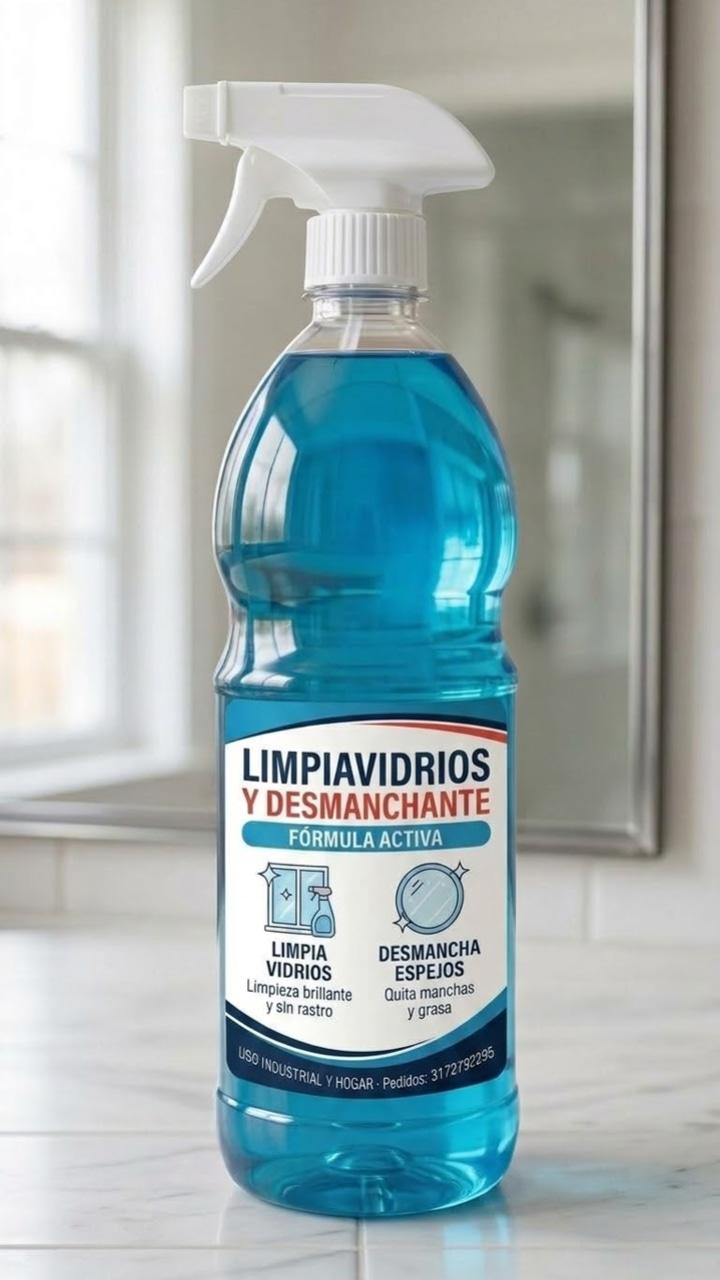 LIMPIAVIDRIOS
Y DESMANCHANTE
FÓRMULA ACTIVA
LIMPIA
VIDRIOS
Limpieza brillante
y sin rastro
DESMANCHA
ESPEJOS
Quita manchas
y grasa
USO INDUSTRIAL Y HOGAR · Pedidos: 3172792295